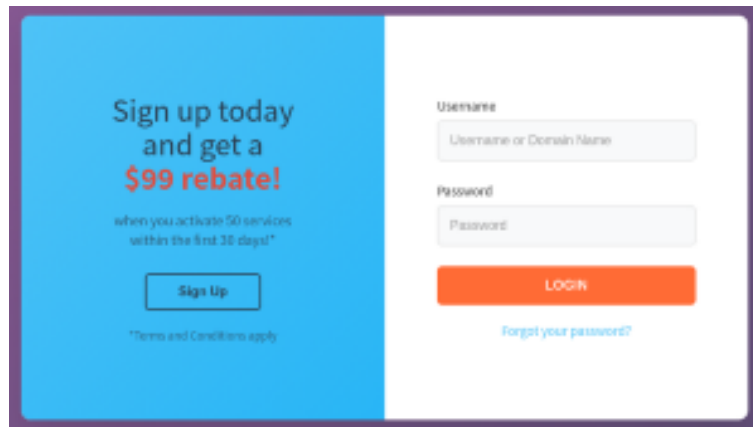 Sign up today
and get a
$99 rebate!
when you activate 50 services
within the first 30 days!*
Sign Up
*Terms and Conditions apply
Username
Username or Domain Name
Password
Password
LOGIN
Forgot your password?